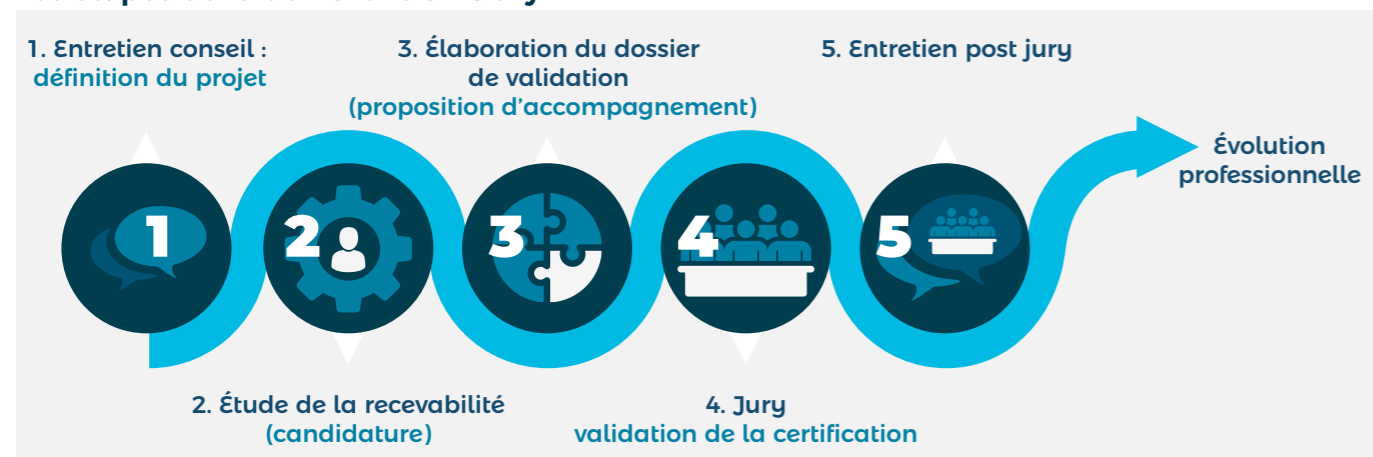 1. Entretien conseil :
définition du projet
3. Élaboration du dossier
de validation
(proposition d'accompagnement)
5. Entretien post jury
1
2
3
4
5
Évolution
professionnelle
2. Étude de la recevabilité
(candidature)
4. Jury
validation de la certification